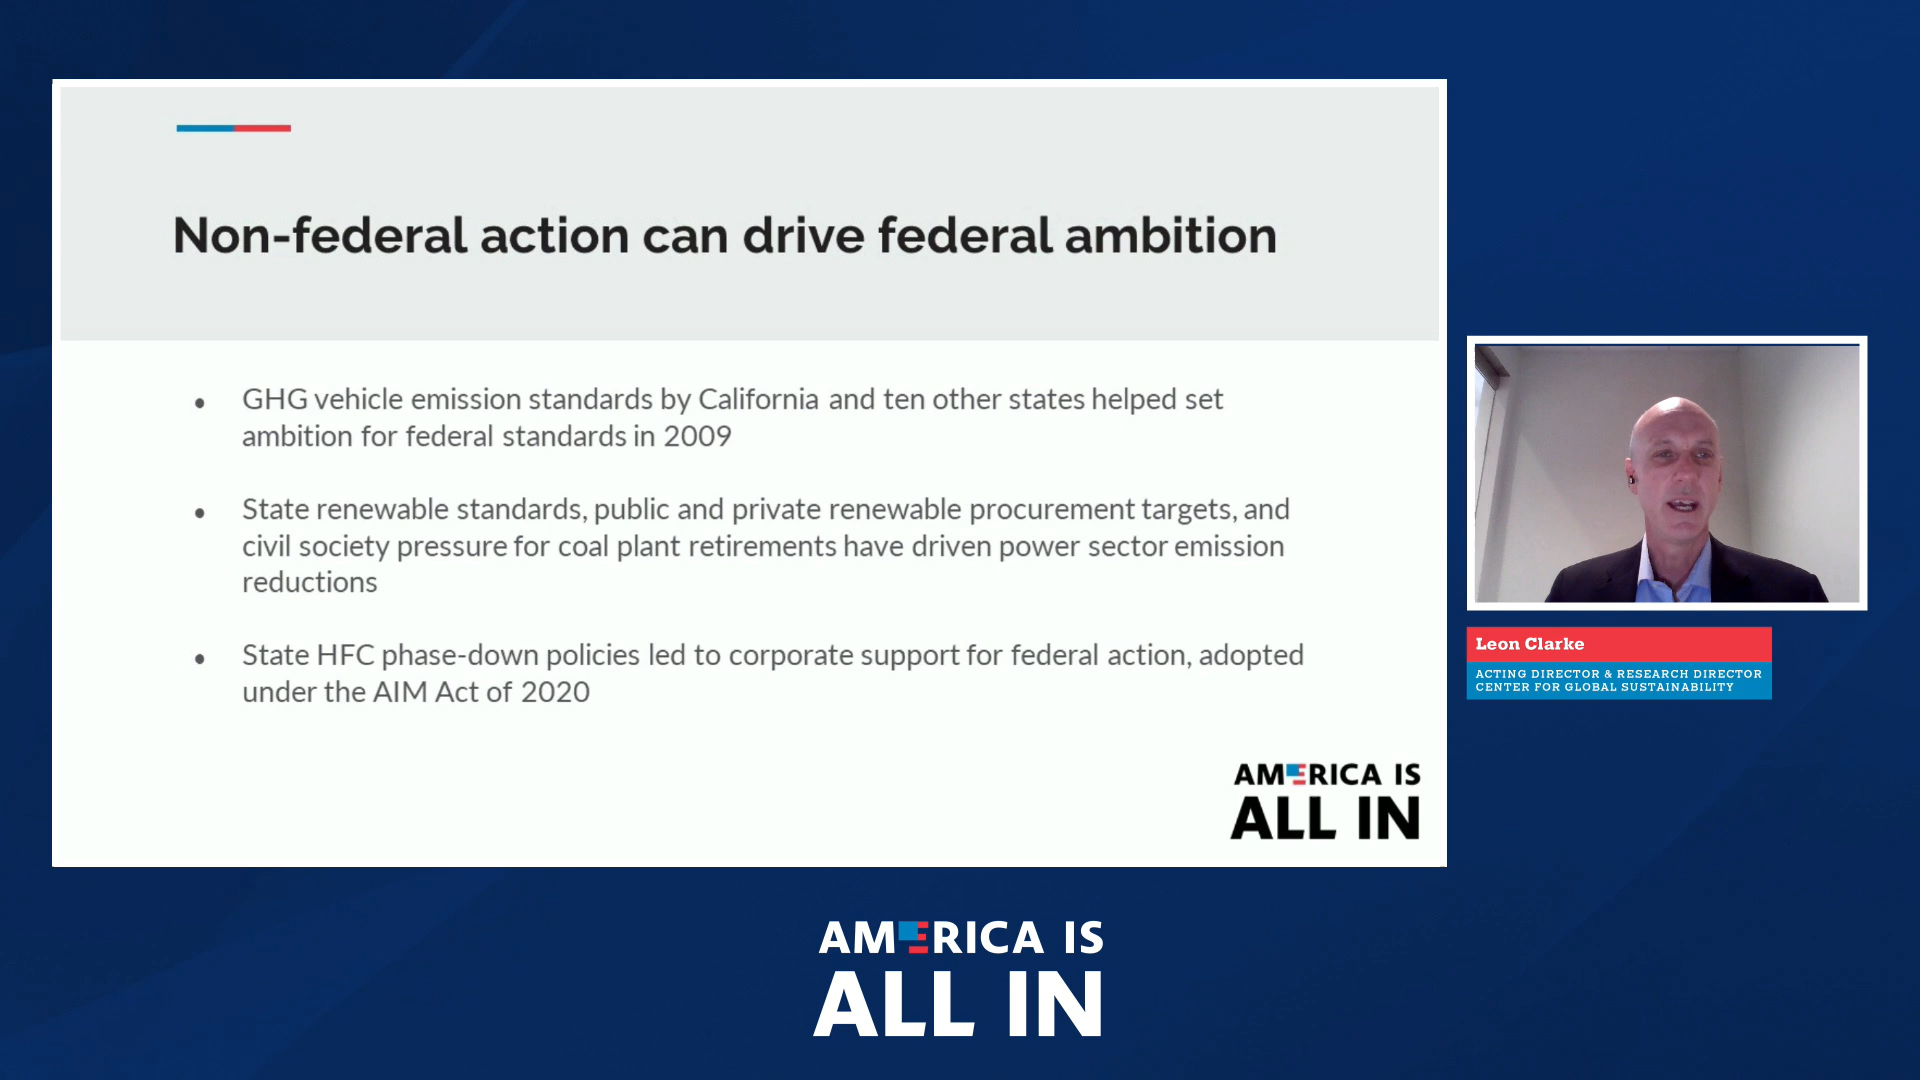 Non-federal action can drive federal ambition
• GHG vehicle emission standards by California and ten other states helped set
ambition for federal standards in 2009
• State renewable standards, public and private renewable procurement targets, and
civil society pressure for coal plant retirements have driven power sector emission
reductions
• State HFC phase-down policies led to corporate support for federal action, adopted
under the AIM Act of 2020
AMERICA IS
ALL IN
Leon Clarke
ACTING DIRECTOR & RESEARCH DIRECTOR
CENTER FOR GLOBAL SUSTAINABILITY
AMERICA IS
ALL IN